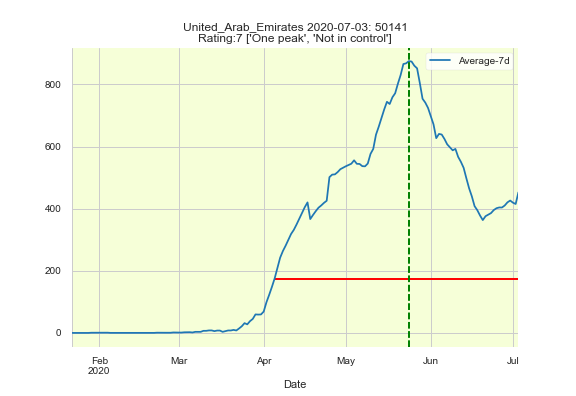 United_Arab_Emirates 2020-07-03: 50141
Rating:7 ['One peak', 'Not in control']
Average-7d
800
600
400
200
0
Feb
2020
Mar
Apr
May
Jun
Jul
Date